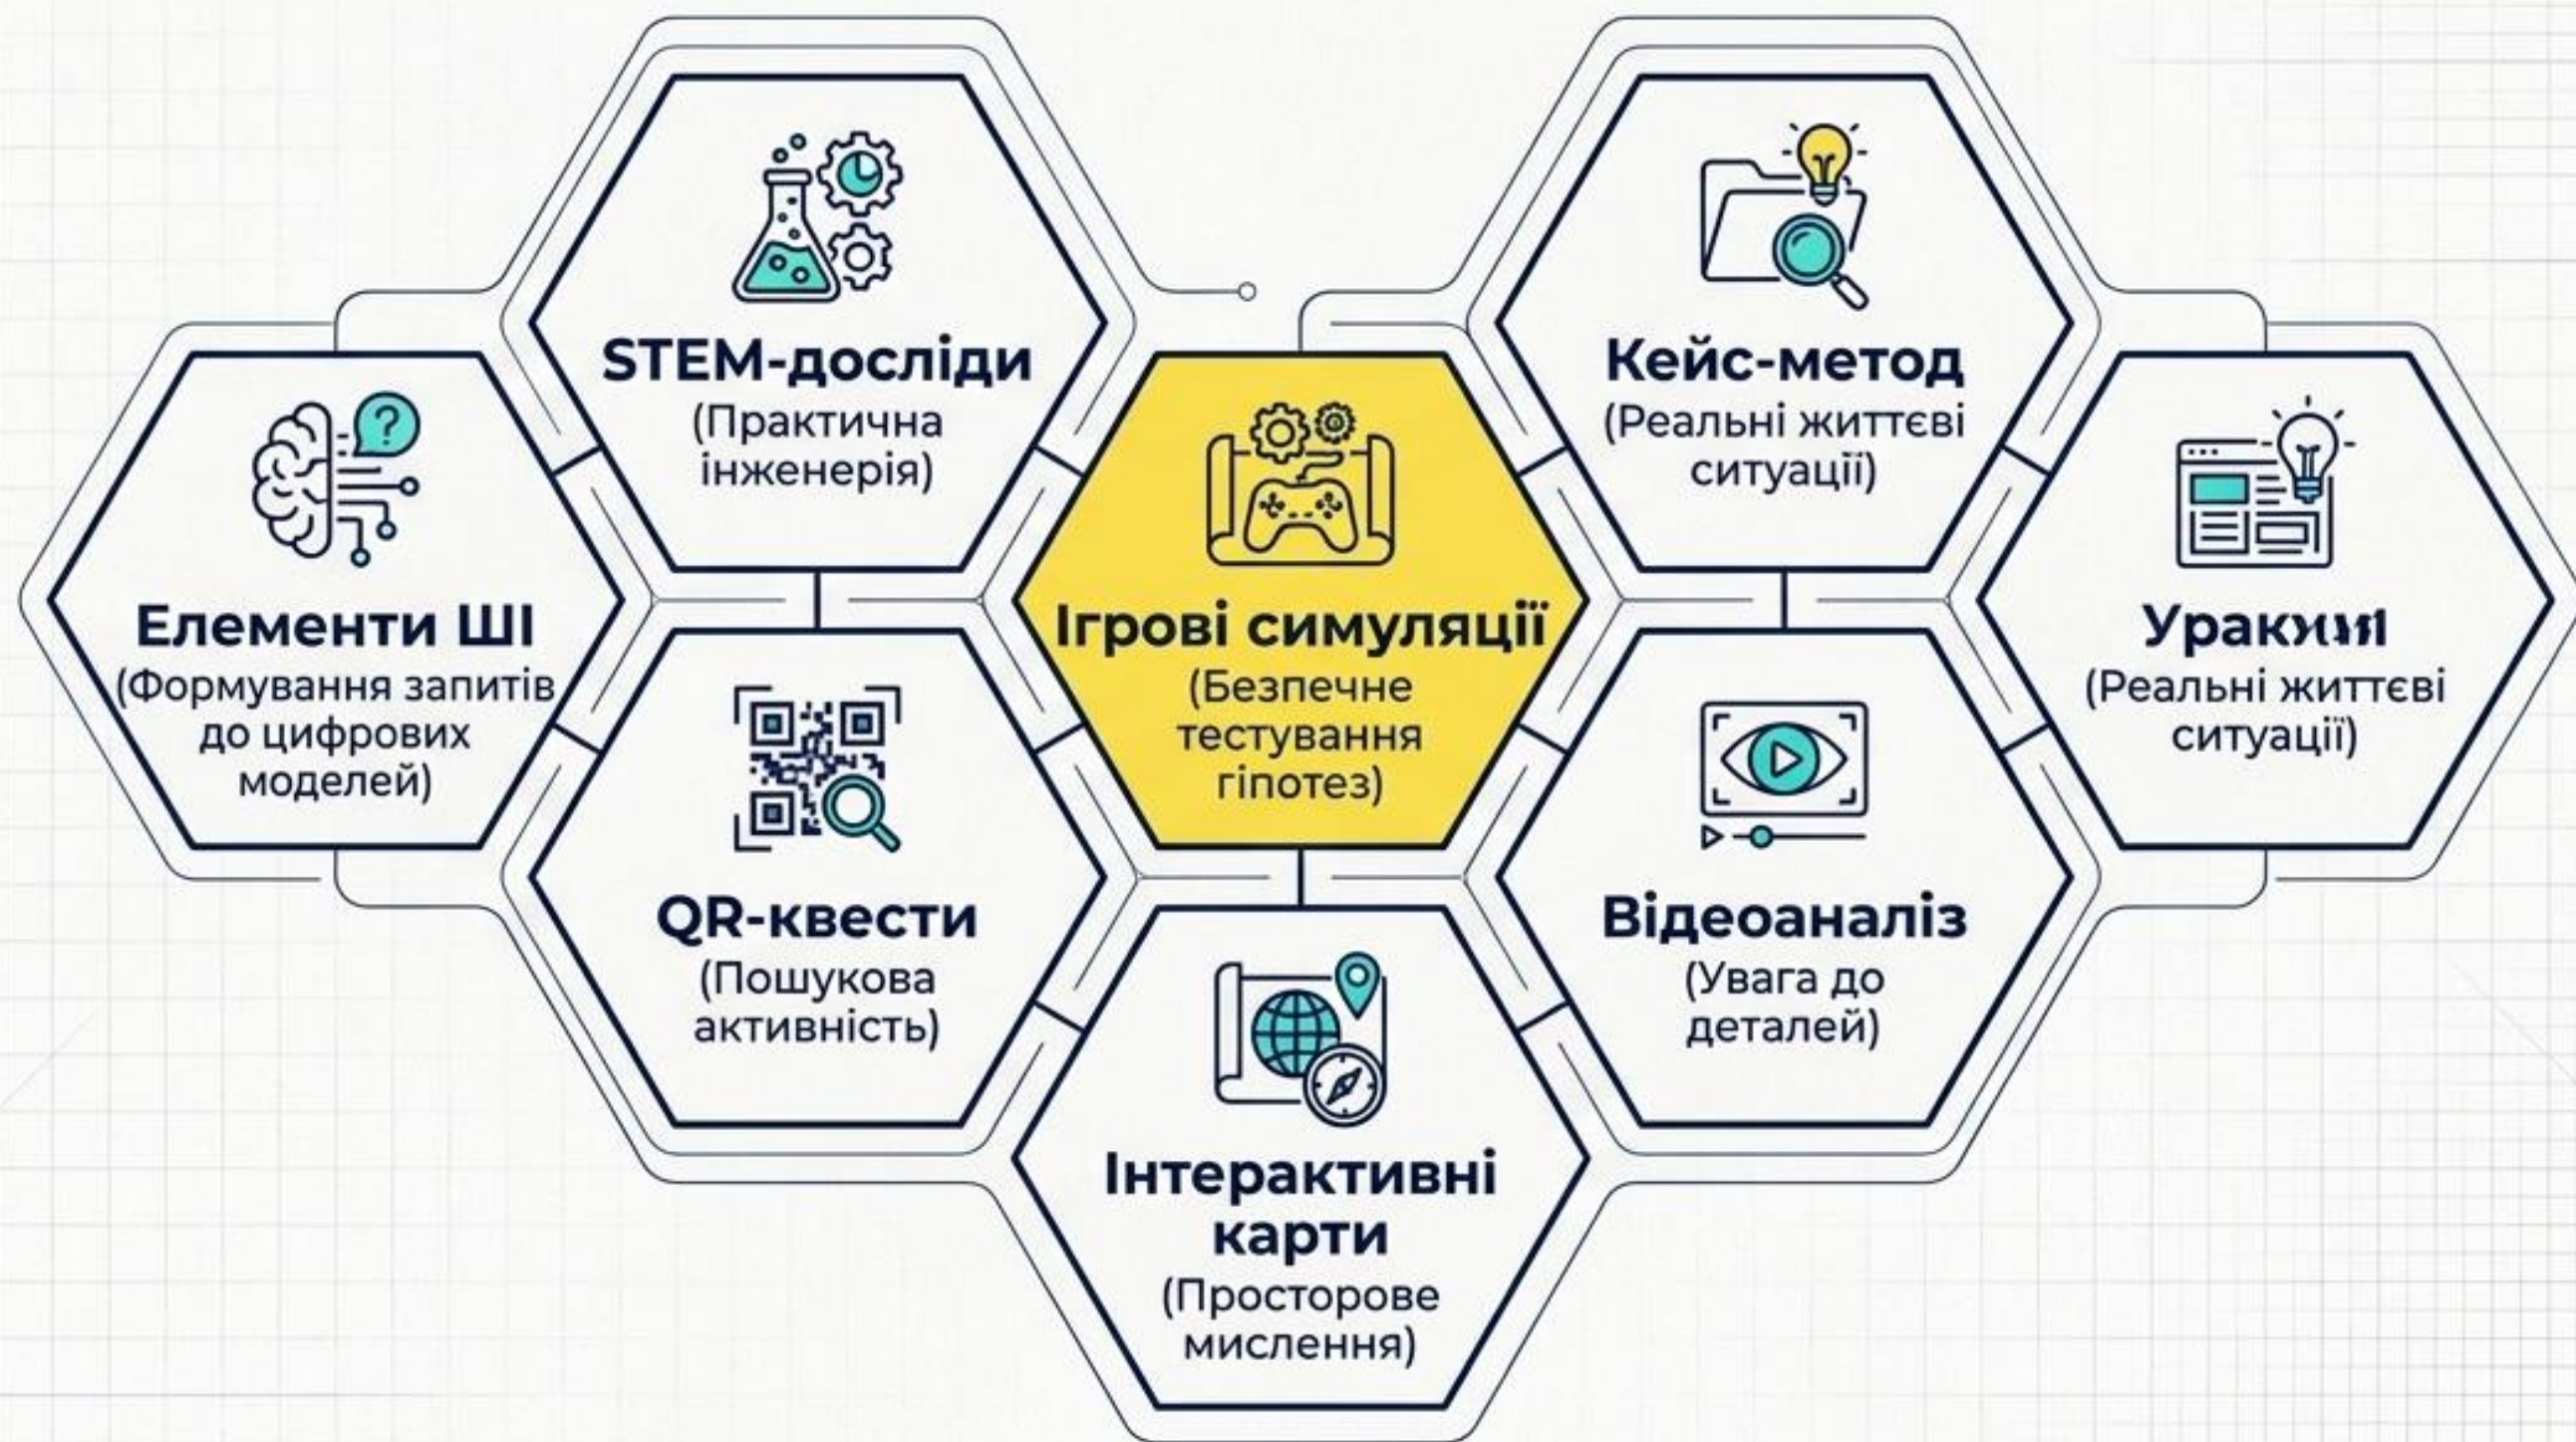 STEM-досліди
(Практична
інженерія)
Кейс-метод
(Реальні життєві
ситуації)
Елементи ШІ
(Формування запитів
до цифрових
моделей)
Ігрові симуляції
(Безпечне
тестування
гіпотез)
(Реальні життєві
ситуації)
QR-квести
(Пошукова
активність)
Відеоаналіз
(Увага до
деталей)
Інтерактивні
карти
(Просторове
мислення)